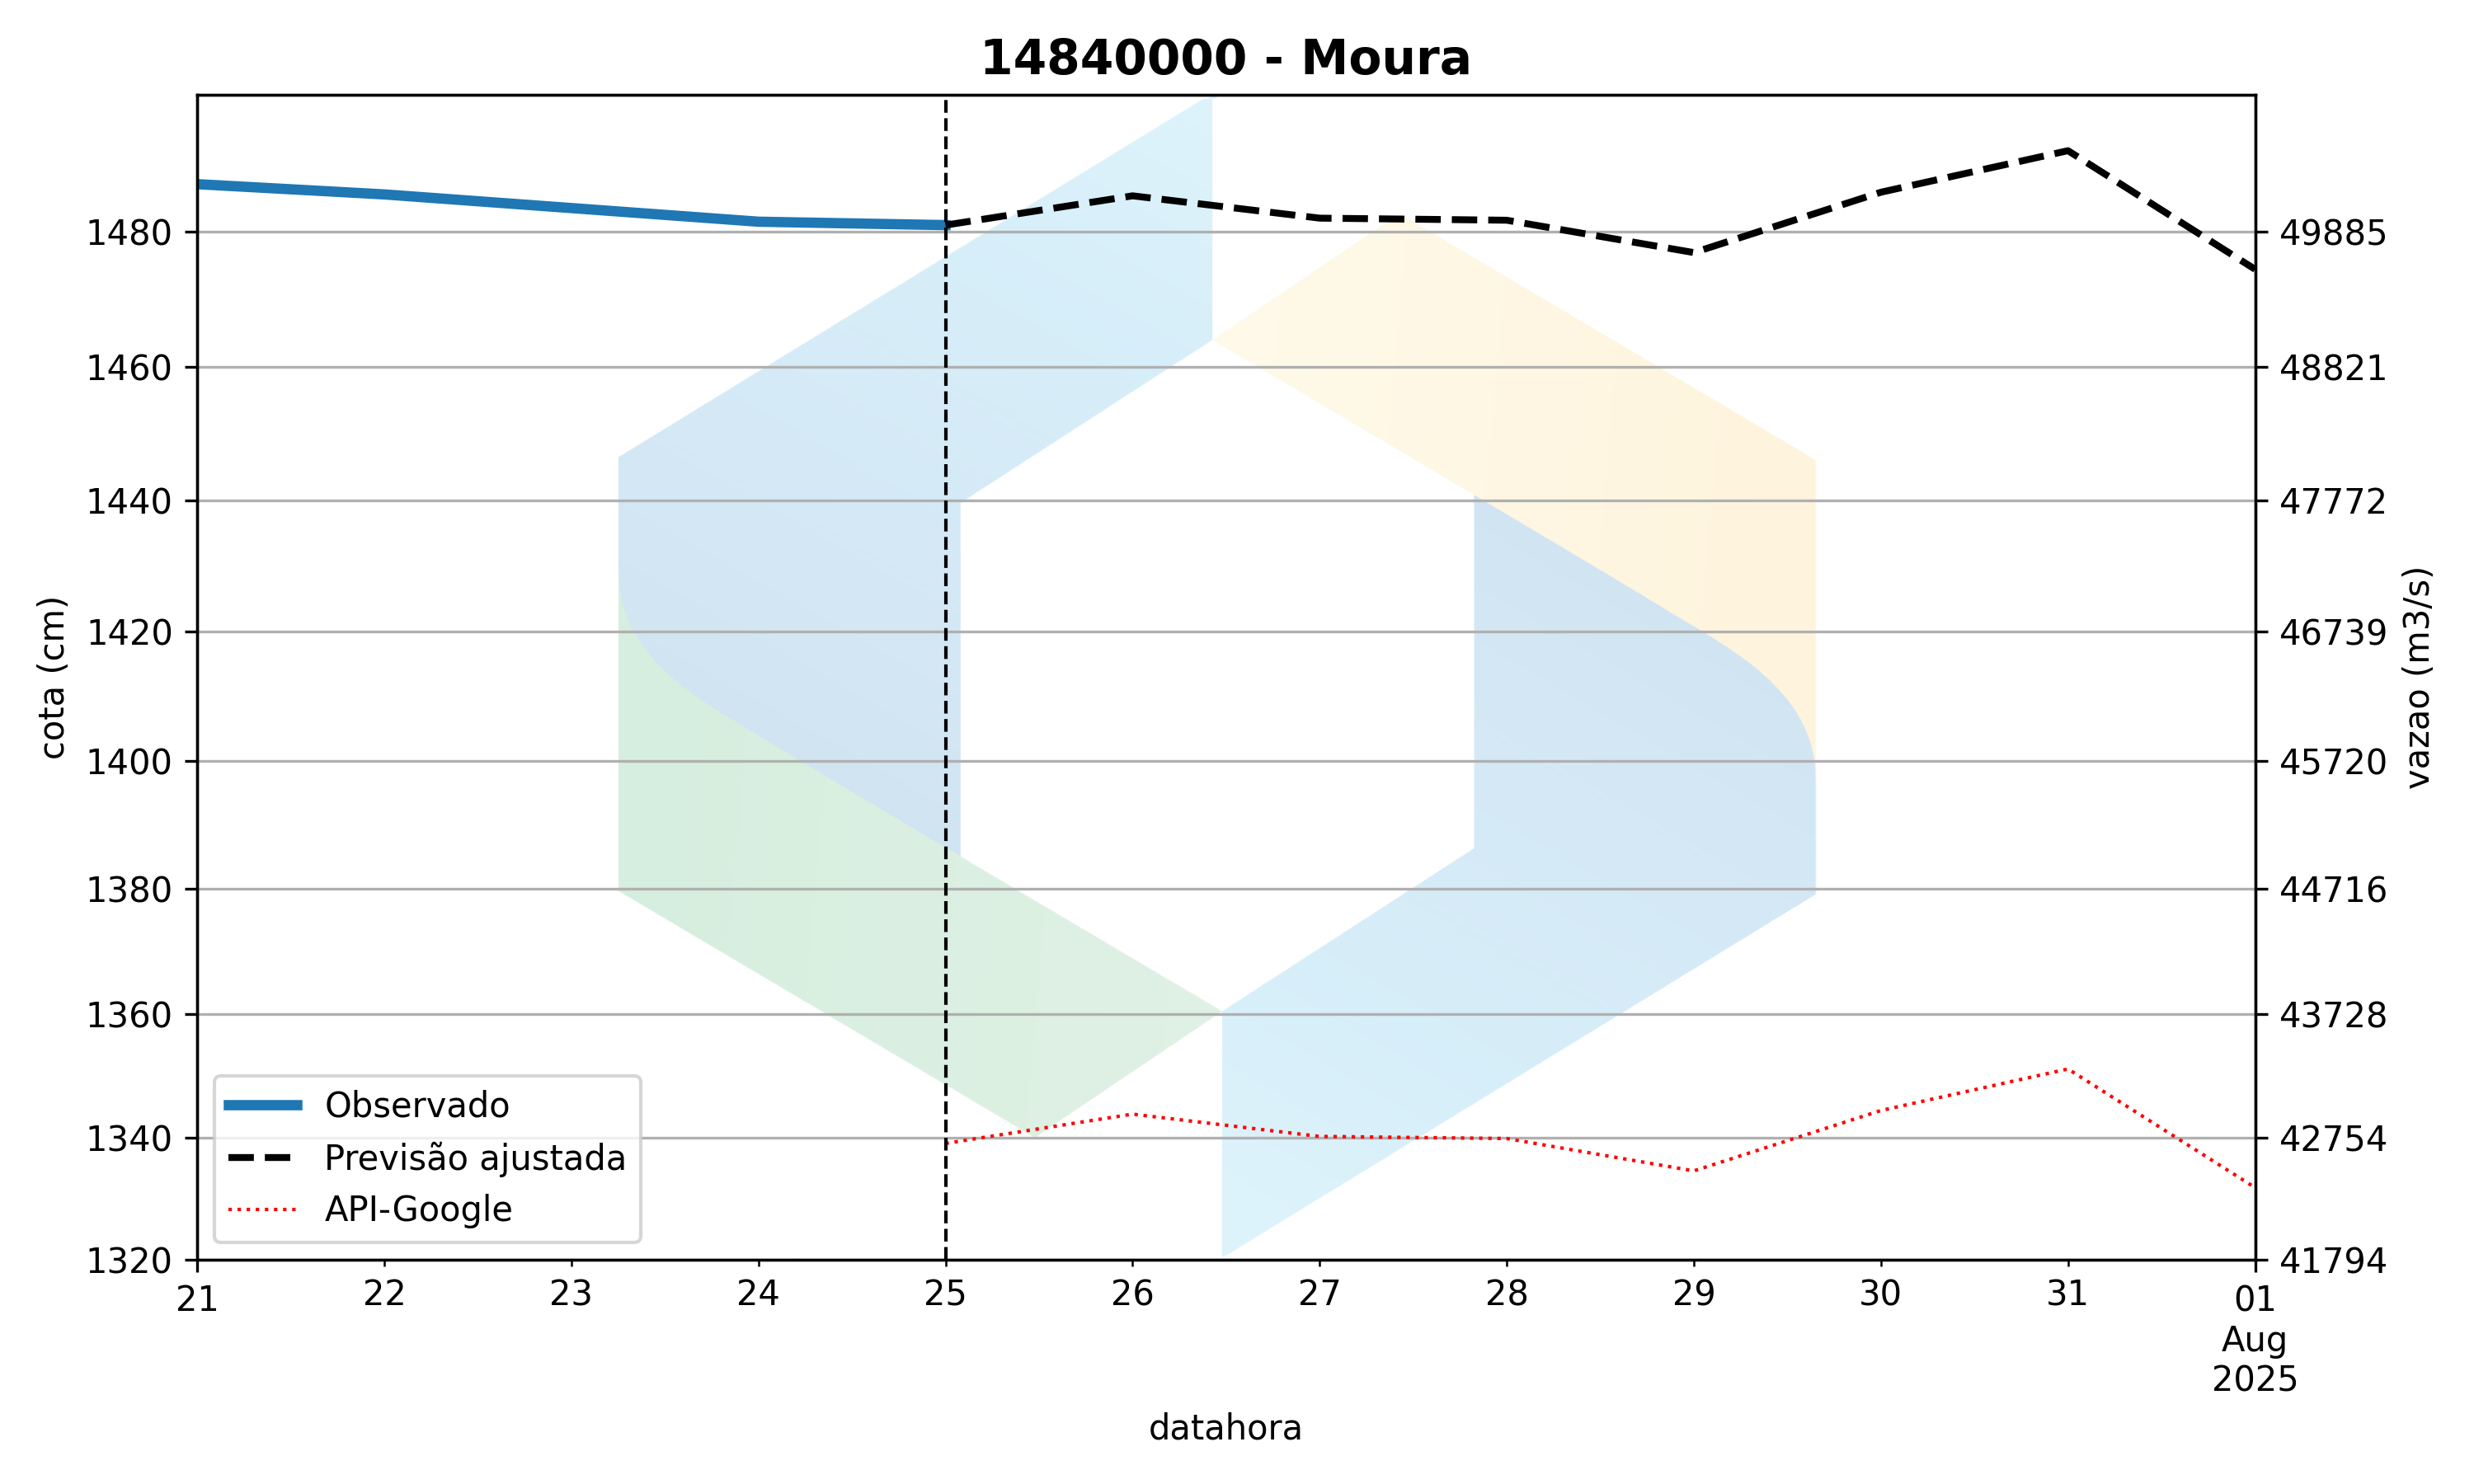 14840000 - Moura
cota (cm)
1480
1460
1440
1420
1400
1380
1360
1340
1320
49885
48821
47772
46739
45720
44716
43728
42754
41794
vazao (m3/s)
Observado
Previsão ajustada
API-Google
21 22 23 24 25 26 27 28 29 30 31 01
Aug
2025
datahora